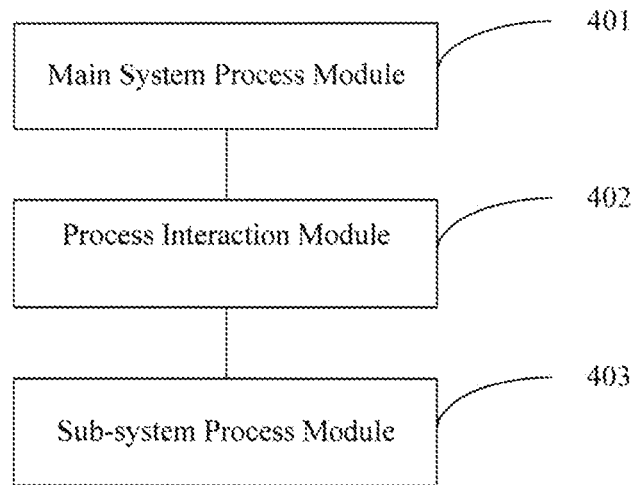 401
Main System Process Module
402
Process Interaction Module
403
Sub-system Process Module